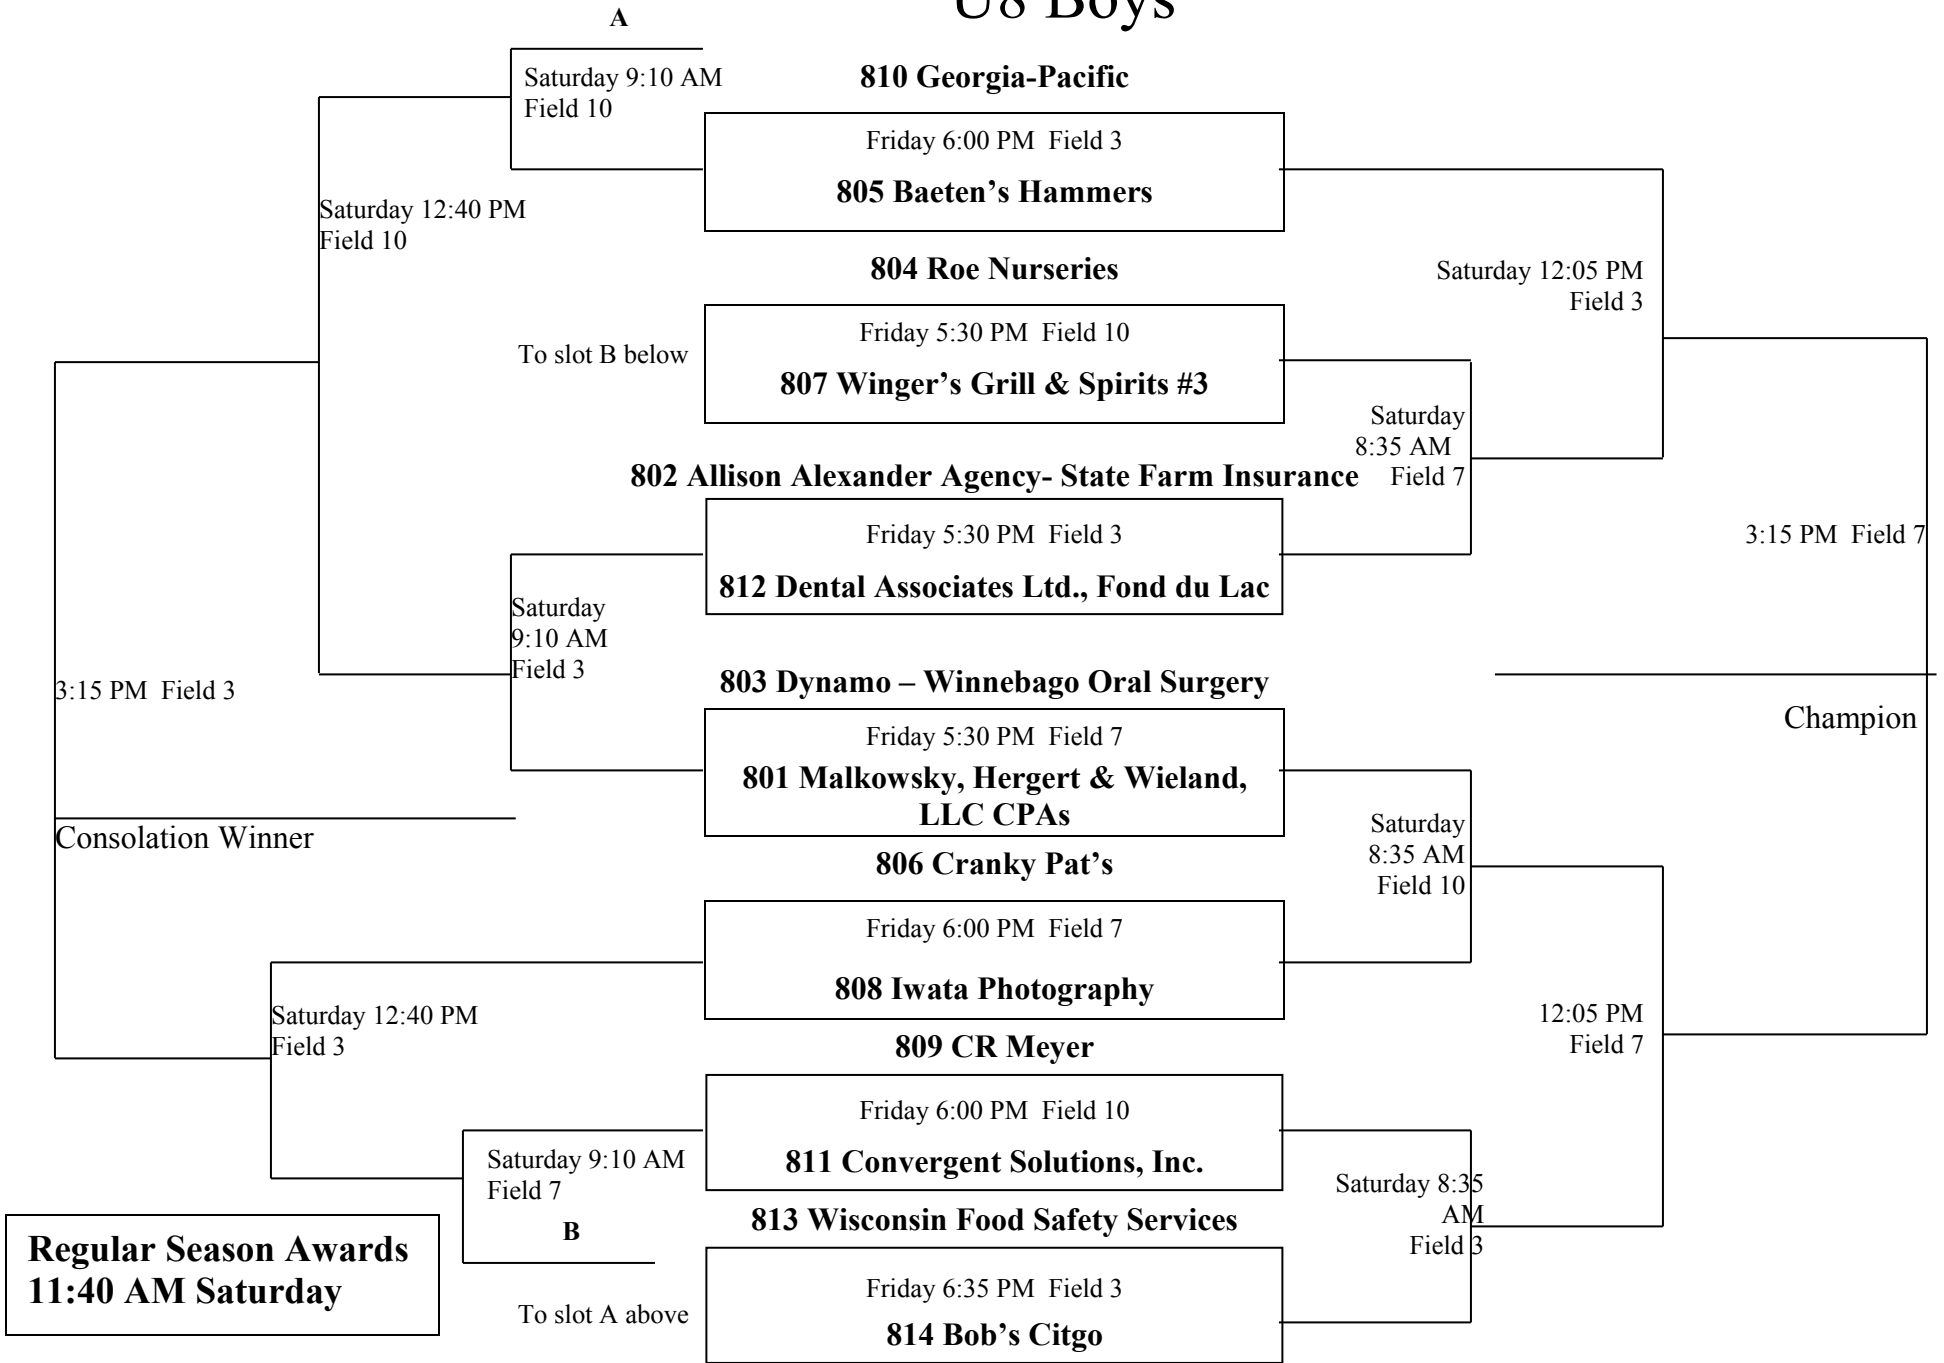 U8 Boys
A
Saturday 9:10 AM
Field 10
810 Georgia-Pacific
Friday 6:00 PM  Field 3
805 Baeten’s Hammers
Saturday 12:40 PM
Field 10
804 Roe Nurseries
Saturday 12:05 PM
Field 3
Friday 5:30 PM  Field 10
To slot B below
807 Winger’s Grill & Spirits #3
Saturday
8:35 AM
Field 7
802 Allison Alexander Agency- State Farm Insurance
Friday 5:30 PM  Field 3
3:15 PM  Field 7
812 Dental Associates Ltd., Fond du Lac
Saturday
9:10 AM
Field 3
803 Dynamo – Winnebago Oral Surgery
3:15 PM  Field 3
Champion
Friday 5:30 PM  Field 7
801 Malkowsky, Hergert & Wieland,
LLC CPAs
Consolation Winner
Saturday
8:35 AM
Field 10
806 Cranky Pat’s
Friday 6:00 PM  Field 7
808 Iwata Photography
Saturday 12:40 PM
Field 3
12:05 PM
Field 7
809 CR Meyer
Friday 6:00 PM  Field 10
811 Convergent Solutions, Inc.
Saturday 9:10 AM
Field 7
B
Saturday 8:35
AM
Field 3
813 Wisconsin Food Safety Services
Regular Season Awards
11:40 AM Saturday
Friday 6:35 PM  Field 3
To slot A above
814 Bob’s Citgo